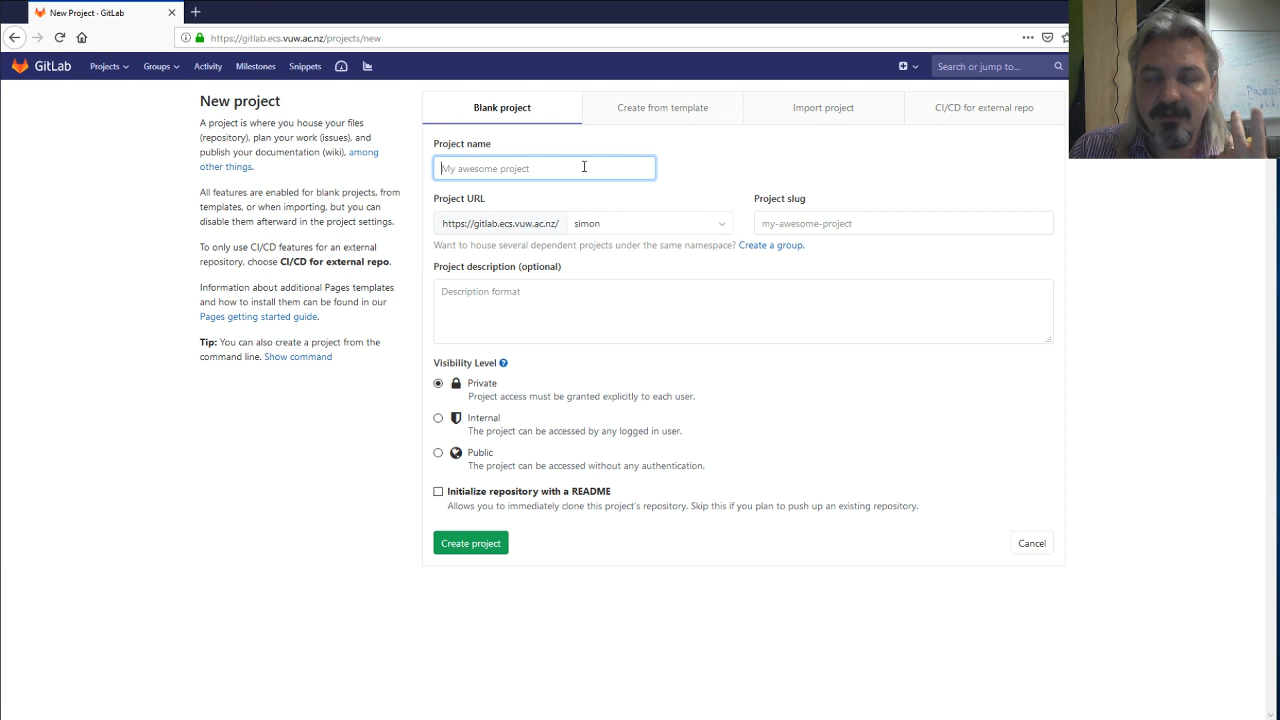 New Project · GitLab
https://gitlab.ecs.vuw.ac.nz/projects/new
GitLab Projects Groups Activity Milestones Snippets Search or jump to...
New project
A project is where you house your files
(repository), plan your work (issues), and
publish your documentation (wiki), among
other things.
All features are enabled for blank projects, from
templates, or when importing, but you can
disable them afterward in the project settings.
To only use CI/CD features for an external
repository, choose CI/CD for external repo.
Information about additional Pages templates
and how to install them can be found in our
Pages getting started guide.
Tip: You can also create a project from the
command line. Show command
Blank project Create from template Import project CI/CD for external repo
Project name
My awesome project
Project URL Project slug
https://gitlab.ecs.vuw.ac.nz/ simon my-awesome-project
Want to house several dependent projects under the same namespace? Create a group.
Project description (optional)
Description format
Visibility Level
Private
Project access must be granted explicitly to each user.
Internal
The project can be accessed by any logged in user.
Public
The project can be accessed without any authentication.
Initialize repository with a README
Allows you to immediately clone this project's repository. Skip this if you plan to push up an existing repository.
Create project Cancel